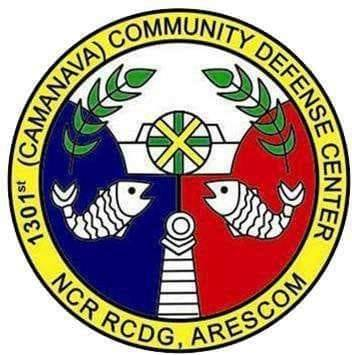 1301st (CAMANAVA) COMMUNITY DEFENSE CENTER
NCR RCDG, ARESCOM